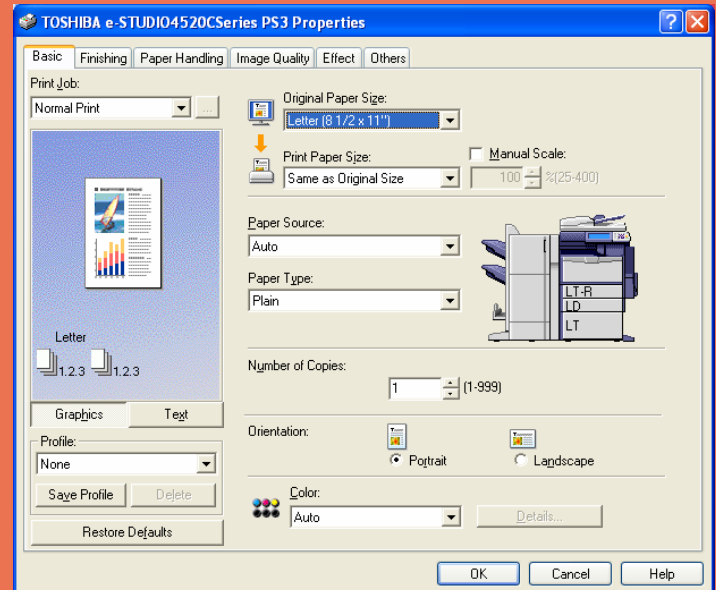 TOSHIBA e-STUDIO4520CSeries PS3 Properties
Basic Finishing Paper Handling Image Quality Effect Others
Print Job:
Normal Print ...
Letter
1.2.3 1.2.3
Graphics Text
Profile:
None
Save Profile Delete
Restore Defaults
Original Paper Size:
Letter (8 1/2 x 11")
Print Paper Size:
Same as Original Size
Manual Scale:
100 %(25-400)
Paper Source:
Auto
Paper Type:
Plain
LT-R
LD
LT
Number of Copies:
1 (1-999)
Orientation:
Portrait Landscape
Color:
Auto Details...
OK Cancel Help